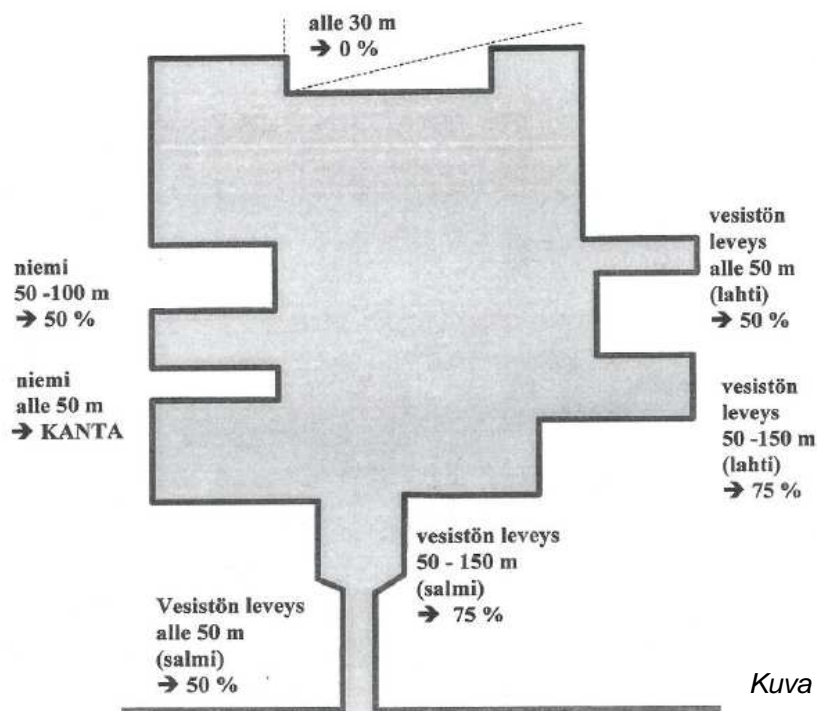 alle 30 m
➔ 0 %
niemi
50 -100 m
➔ 50 %
niemi
alle 50 m
➔ KANTA
vesistön
leveys
alle 50 m
(lahti)
➔ 50 %
vesistön
leveys
50 -150 m
(lahti)
➔ 75 %
vesistön leveys
50 - 150 m
(salmi)
➔ 75 %
Vesistön leveys
alle 50 m
(salmi)
➔ 50 %
Kuva